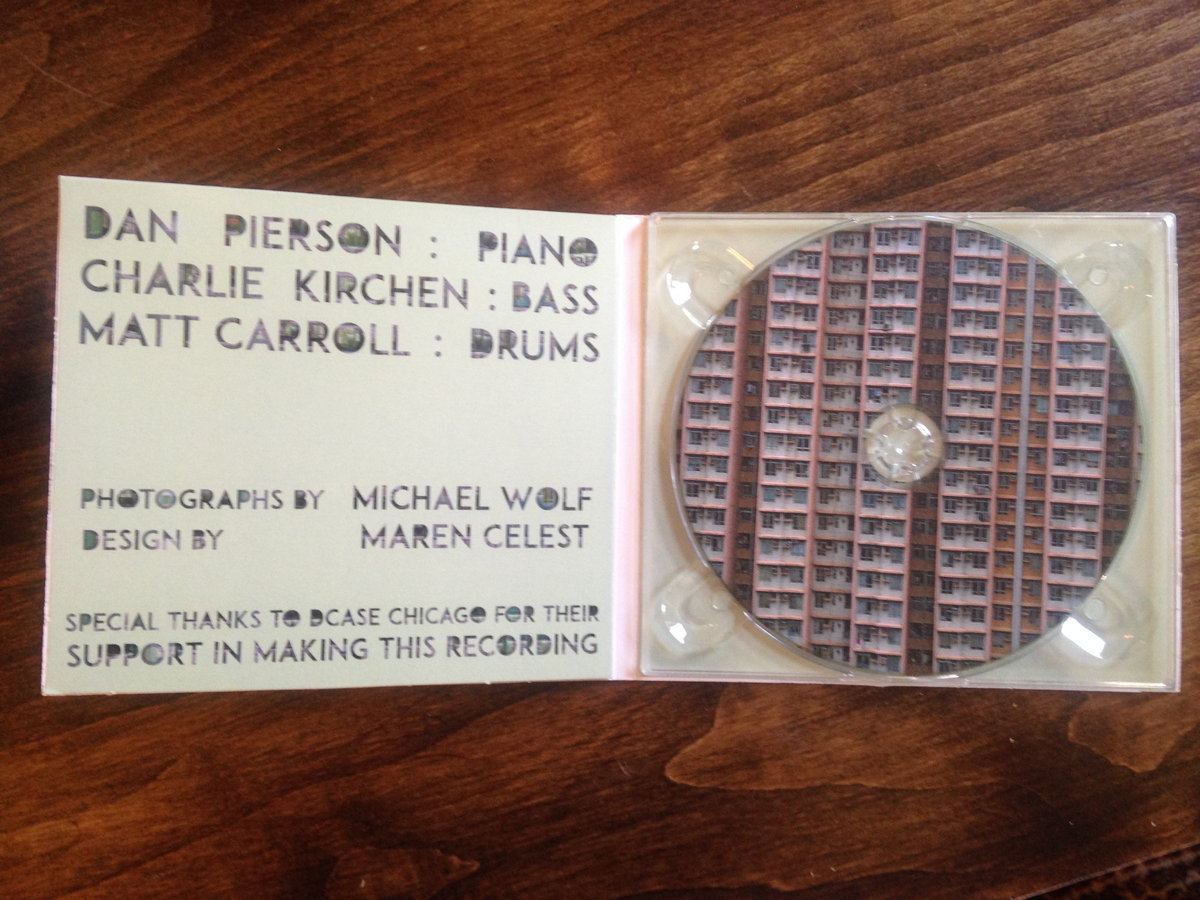 DAN PIERSON : PIANO
CHARLIE KIRCHEN : BASS
MATT CARROLL : DRUMS
PHOTOGRAPHS BY MICHAEL WOLF
DESIGN BY MAREN CELEST
SPECIAL THANKS TO DCASE CHICAGO FOR THEIR
SUPPORT IN MAKING THIS RECORDING